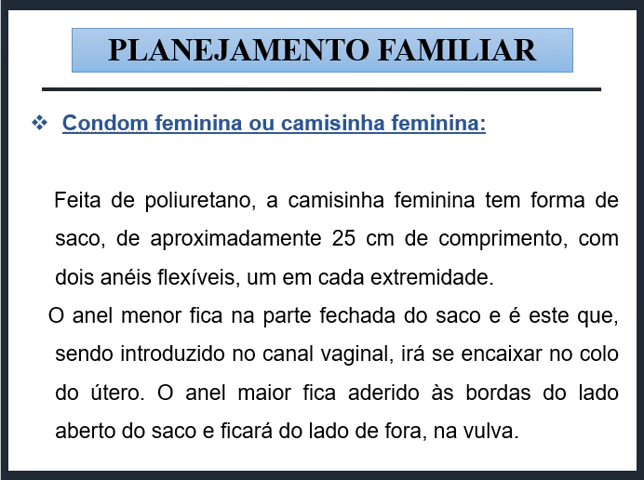 PLANEJAMENTO FAMILIAR
❖ Condom feminina ou camisinha feminina:
Feita de poliuretano, a camisinha feminina tem forma de
saco, de aproximadamente 25 cm de comprimento, com
dois anéis flexíveis, um em cada extremidade.
O anel menor fica na parte fechada do saco e é este que,
sendo introduzido no canal vaginal, irá se encaixar no colo
do útero. O anel maior fica aderido às bordas do lado
aberto do saco e ficará do lado de fora, na vulva.